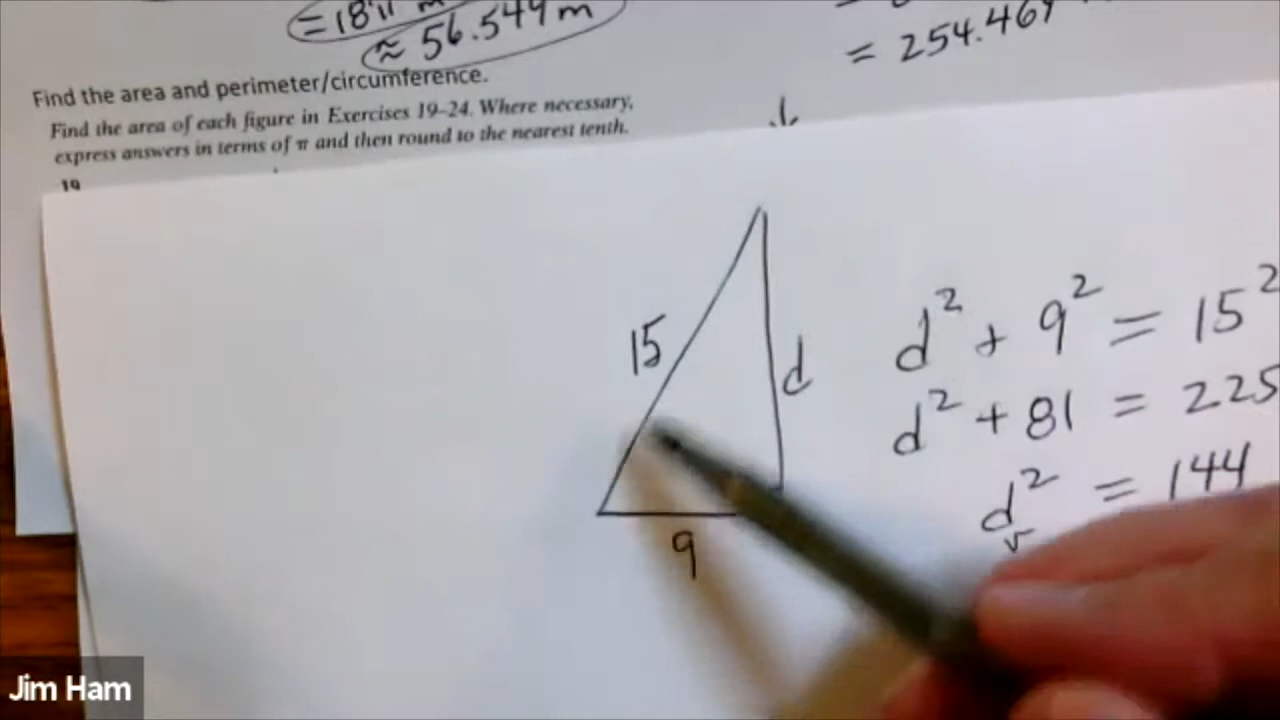 = 18π m
≈ 56.549 m
= 254.469
Find the area and perimeter/circumference.
Find the area of each figure in Exercises 19–24. Where necessary,
express answers in terms of π and then round to the nearest tenth.
19
15
d
9
d² + 9² = 15²
d² + 81 = 225
d² = 144
Jim Ham